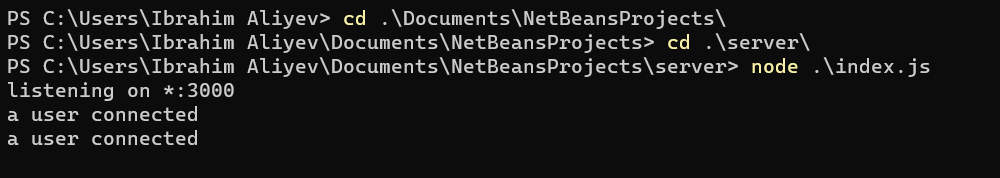 PS C:\Users\Ibrahim Aliyev> cd .\Documents\NetBeansProjects\
PS C:\Users\Ibrahim Aliyev\Documents\NetBeansProjects> cd .\server\
PS C:\Users\Ibrahim Aliyev\Documents\NetBeansProjects\server> node .\index.js
listening on *:3000
a user connected
a user connected